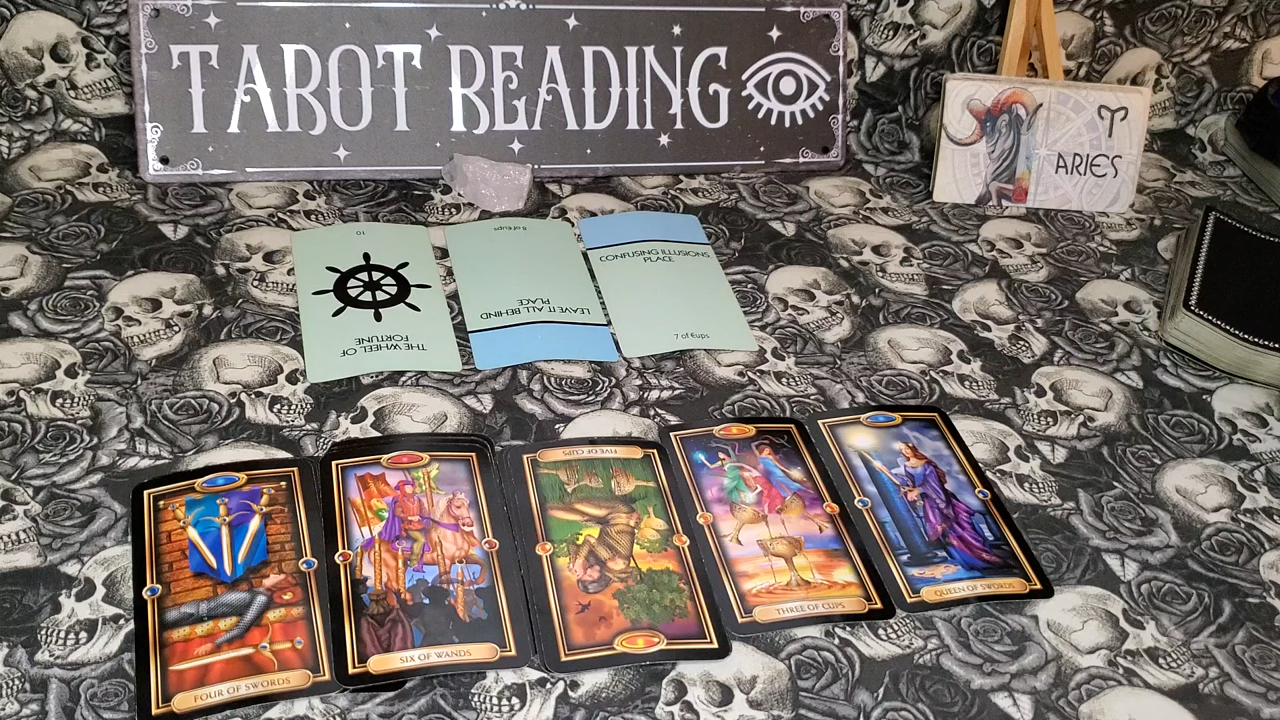 TAROT READING
ARIES
10
THE WHEEL OF
FORTUNE
8 of Cups
LEAVE IT ALL BEHIND
PLACE
CONFUSING ILLUSIONS
PLACE
7 of Cups
FOUR OF SWORDS
SIX OF WANDS
FIVE OF CUPS
THREE OF CUPS
QUEEN OF SWORDS